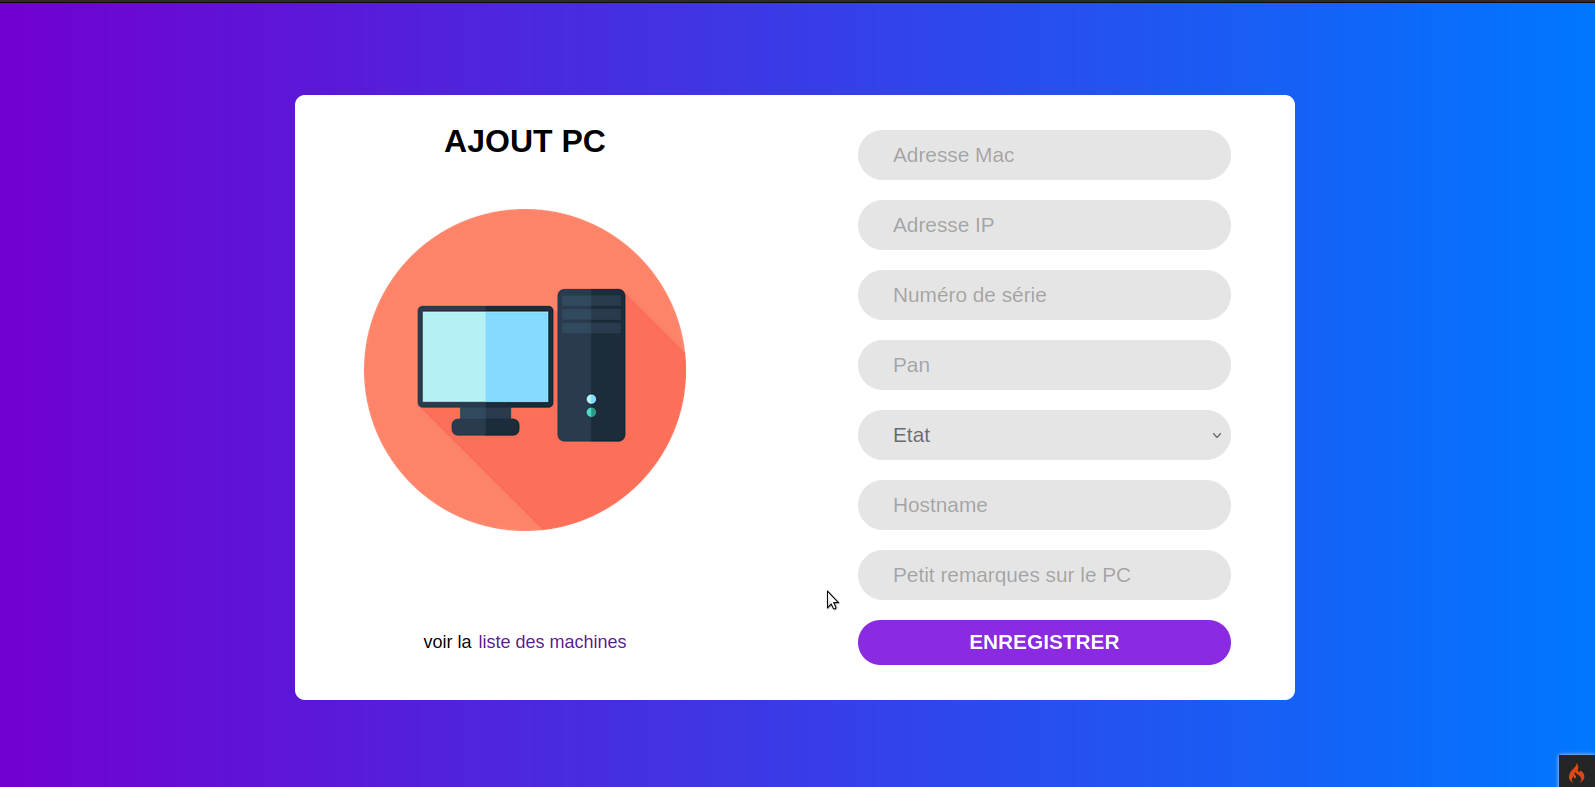 AJOUT PC
voir la liste des machines
Adresse Mac
Adresse IP
Numéro de série
Pan
Etat
Hostname
Petit remarques sur le PC
ENREGISTRER